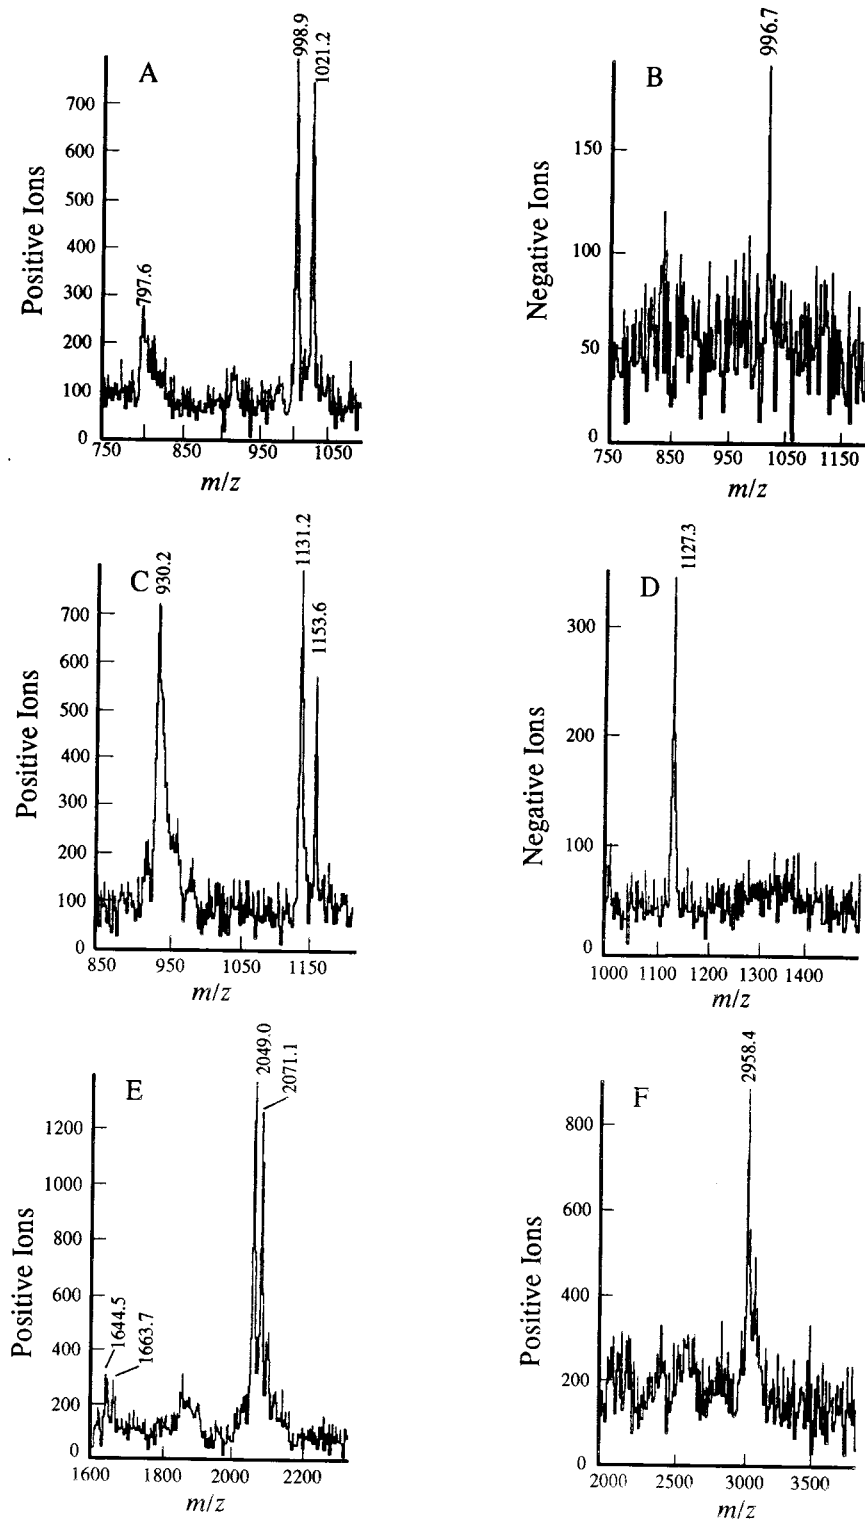 A
998.9
1021.2
797.6
700
600
500
400
300
200
100
0
750 850 950 1050
Positive Ions
m/z
B
996.7
150
100
50
0
750 850 950 1050 1150
Negative Ions
m/z
C
930.2
1131.2
1153.6
700
600
500
400
300
200
100
0
850 950 1050 1150
Positive Ions
m/z
D
1127.3
300
200
100
0
1000 1100 1200 1300 1400
Negative Ions
m/z
E
2049.0
2071.1
1644.5
1663.7
1200
1000
800
600
400
200
0
1600 1800 2000 2200
Positive Ions
m/z
F
2958.4
800
600
400
200
0
2000 2500 3000 3500
Positive Ions
m/z